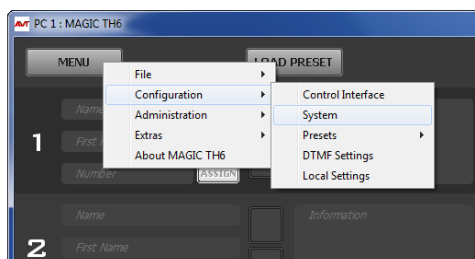 AVT PC 1 : MAGIC TH6
MENU
LOAD PRESET
File
Configuration
Administration
Extras
About MAGIC TH6
Control Interface
System
Presets
DTMF Settings
Local Settings
1
Name
First
Number
ASSIGN
2
Name
First Name
Information